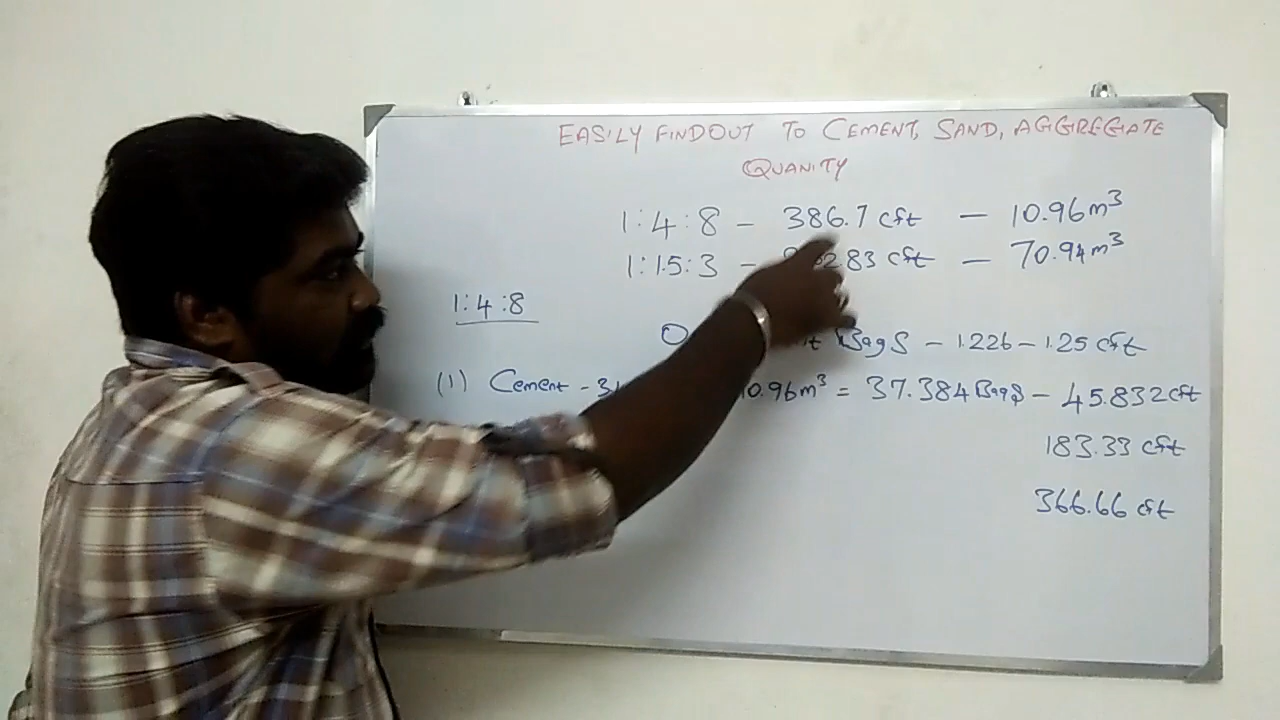 EASILY FINDOUT TO CEMENT, SAND, AGGREGATE
QUANITY
1:4:8 - 386.7 cft - 10.96m³
1:1.5:3 - 83 cft - 70.94m³
1:4:8
Bags - 1.226 - 1.25 cft
(1) Cement - 10.96m³ = 37.384 Bags - 45.832 cft
183.33 cft
366.66 cft